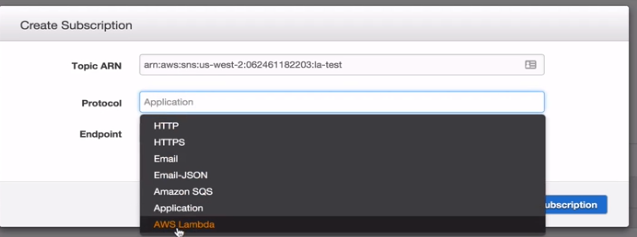 Create Subscription
Topic ARN
arn:aws:sns:us-west-2:062461182203:la-test
Protocol
Application
Endpoint
HTTP
HTTPS
Email
Email-JSON
Amazon SQS
Application
AWS Lambda
ubscription